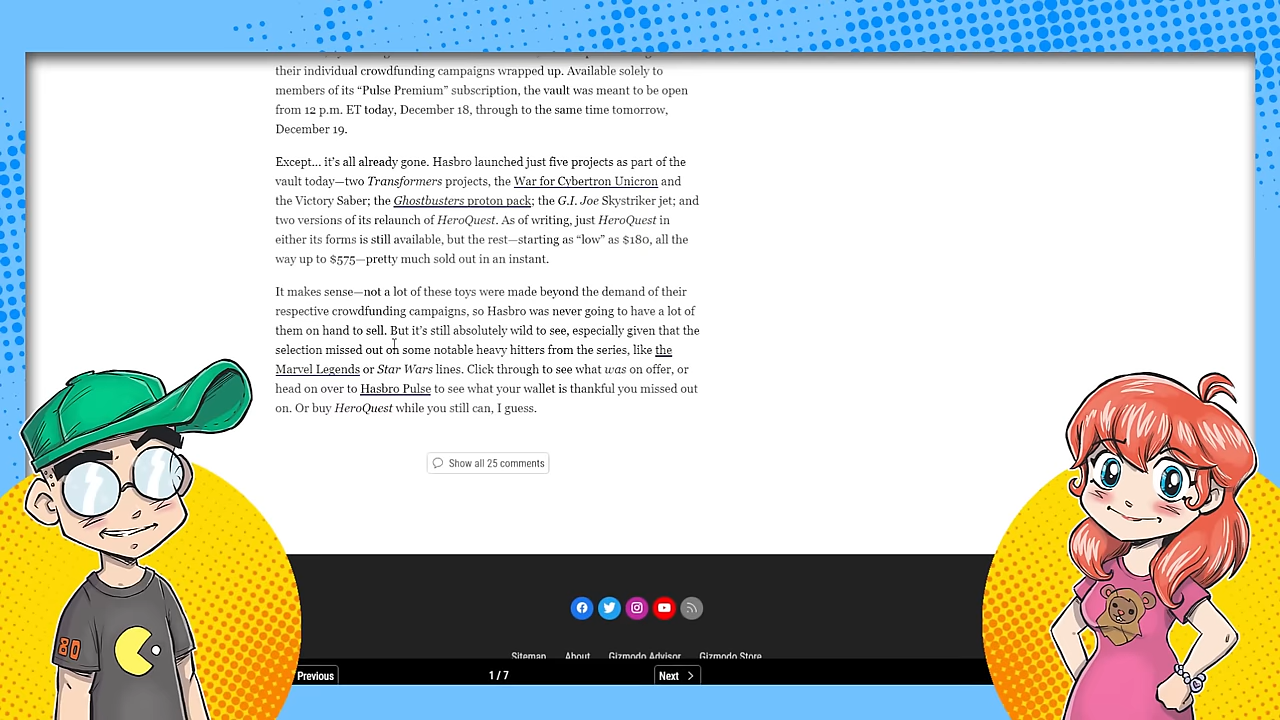 their individual crowdfunding campaigns wrapped up. Available solely to
members of its “Pulse Premium” subscription, the vault was meant to be open
from 12 p.m. ET today, December 18, through to the same time tomorrow,
December 19.
Except... it’s all already gone. Hasbro launched just five projects as part of the
vault today—two Transformers projects, the War for Cybertron Unicron and
the Victory Saber; the Ghostbusters proton pack; the G.I. Joe Skystriker jet; and
two versions of its relaunch of HeroQuest. As of writing, just HeroQuest in
either its forms is still available, but the rest—starting as “low” as $180, all the
way up to $575—pretty much sold out in an instant.
It makes sense—not a lot of these toys were made beyond the demand of their
respective crowdfunding campaigns, so Hasbro was never going to have a lot of
them on hand to sell. But it’s still absolutely wild to see, especially given that the
selection missed out on some notable heavy hitters from the series, like the
Marvel Legends or Star Wars lines. Click through to see what was on offer, or
head on over to Hasbro Pulse to see what your wallet is thankful you missed out
on. Or buy HeroQuest while you still can, I guess.
Show all 25 comments
Sitemap About Gizmodo Advisor Gizmodo Store
Previous 1 / 7 Next
80